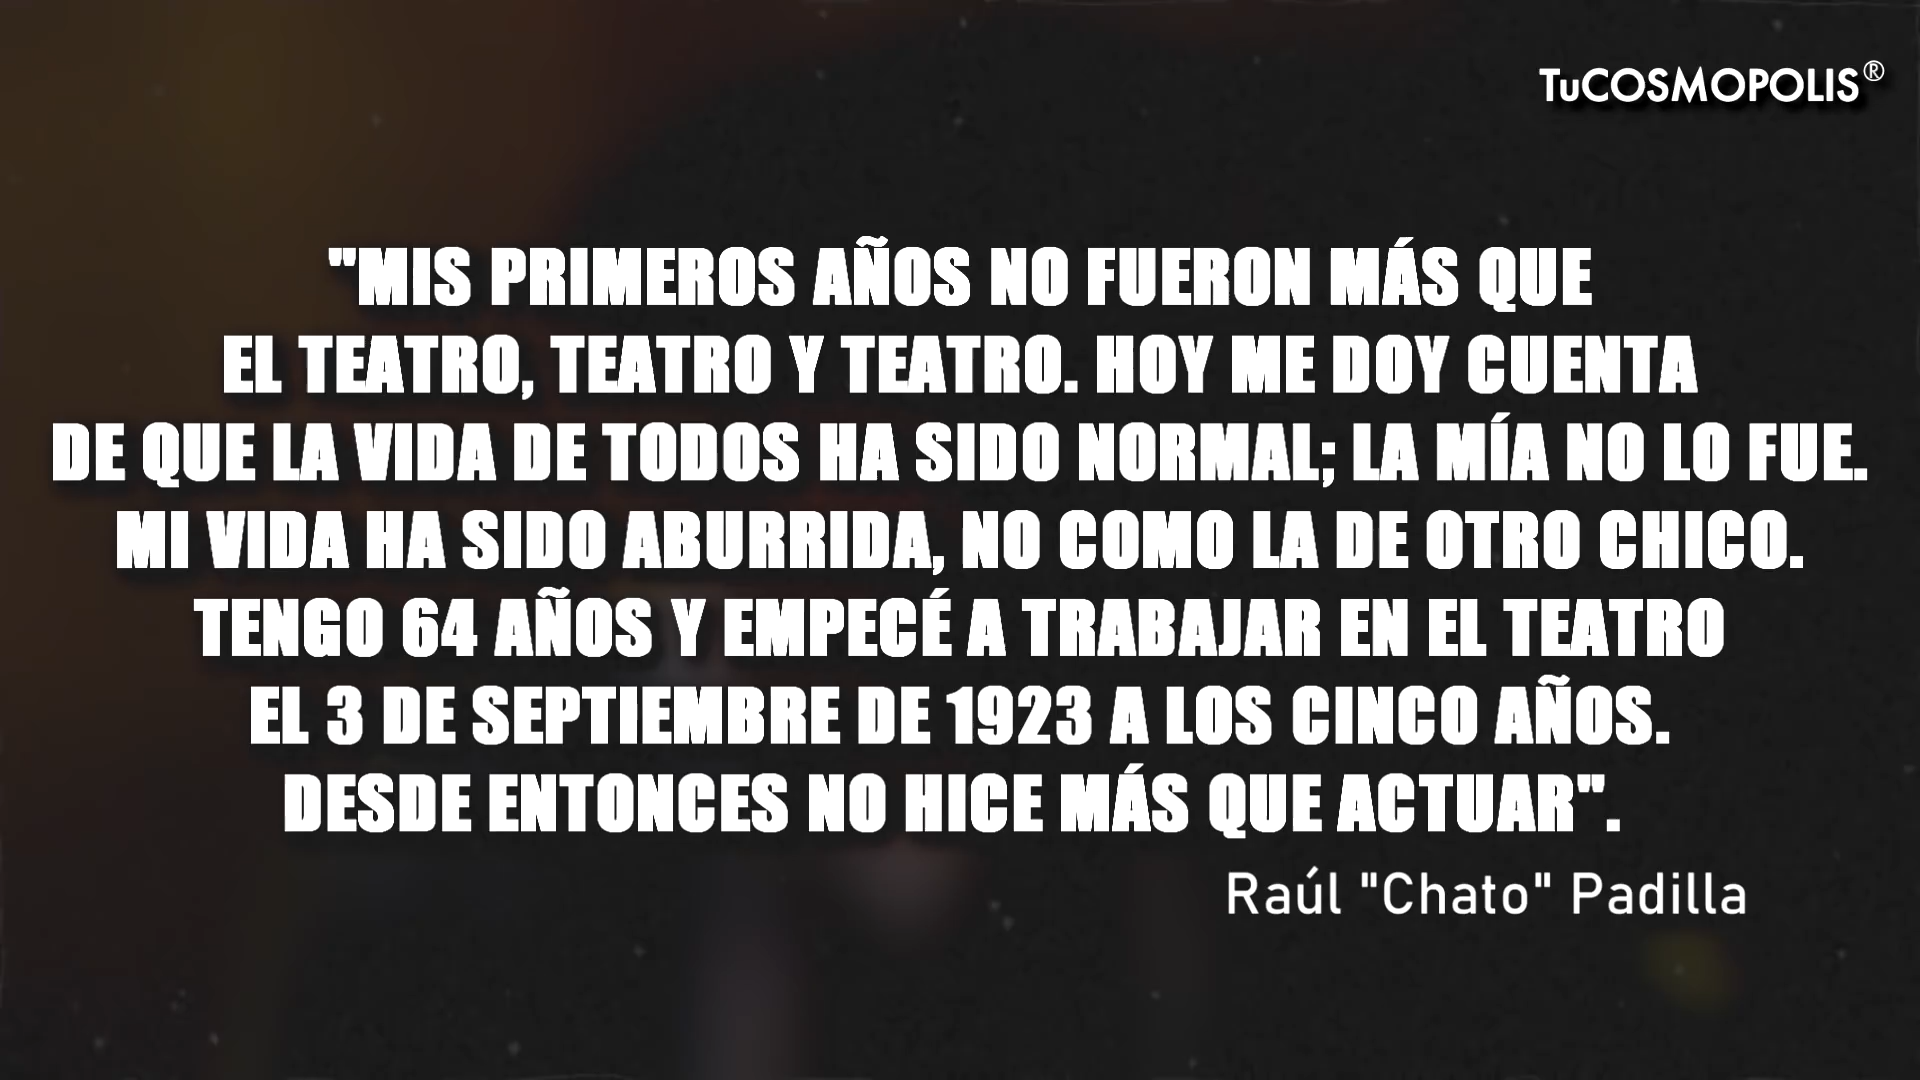 TuCOSMOPOLIS®
"MIS PRIMEROS AÑOS NO FUERON MÁS QUE
EL TEATRO, TEATRO Y TEATRO. HOY ME DOY CUENTA
DE QUE LA VIDA DE TODOS HA SIDO NORMAL; LA MÍA NO LO FUE.
MI VIDA HA SIDO ABURRIDA, NO COMO LA DE OTRO CHICO.
TENGO 64 AÑOS Y EMPECÉ A TRABAJAR EN EL TEATRO
EL 3 DE SEPTIEMBRE DE 1923 A LOS CINCO AÑOS.
DESDE ENTONCES NO HICE MÁS QUE ACTUAR".
Raúl "Chato" Padilla